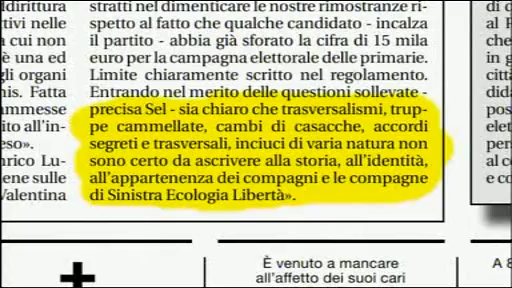 ddirittura
tivi nelle
a cui non
è una ed
gli organi
nis. Fatta
ammesse
ito all'in-
eso».
nrico Lu-
ene sulle
Valentina
stratti nel dimenticare le nostre rimostranze ri-
spetto al fatto che qualche candidato - incalza
il partito - abbia già sforato la cifra di 15 mila
euro per la campagna elettorale delle primarie.
Limite chiaramente scritto nel regolamento.
Entrando nel merito delle questioni sollevate -
precisa Sel - sia chiaro che trasversalismi, trup-
pe cammellate, cambi di casacche, accordi
segreti e trasversali, inciuci di varia natura non
sono certo da ascrivere alla storia, all'identità,
all'appartenenza dei compagni e le compagne
di Sinistra Ecologia Libertà».
È venuto a mancare
all'affetto dei suoi cari